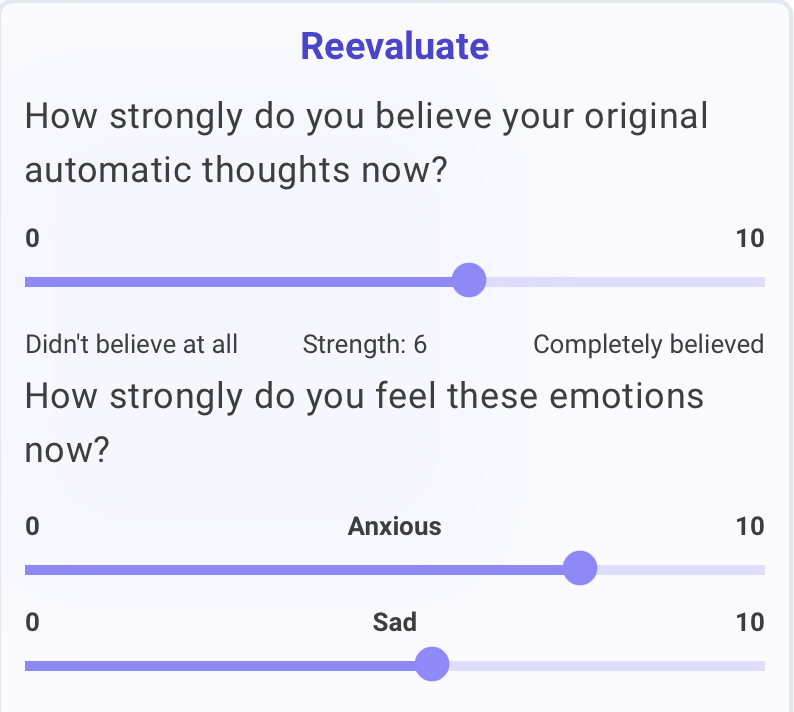 Reevaluate
How strongly do you believe your original
automatic thoughts now?
0 10
Didn't believe at all Strength: 6 Completely believed
How strongly do you feel these emotions
now?
0 Anxious 10
0 Sad 10